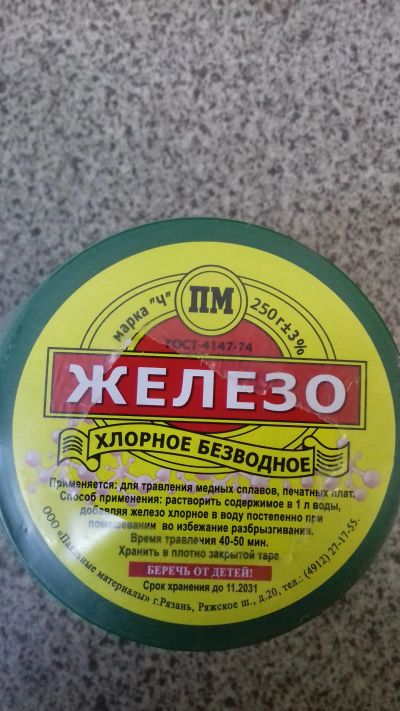 марка "Ч"
ПМ
250г±3%
ГОСТ-4147-74
ЖЕЛЕЗО
ХЛОРНОЕ БЕЗВОДНОЕ
Применяется: для травления медных сплавов, печатных плат.
Способ применения: растворить содержимое в 1 л воды,
добавляя железо хлорное в воду постепенно при
помешивании во избежание разбрызгивания.
Время травления 40-50 мин.
Хранить в плотно закрытой таре
БЕРЕЧЬ ОТ ДЕТЕЙ!
Срок хранения до 11.2031
ООО «Паяльные материалы» г.Рязань, Ряжское ш., д.20, тел.: (4912) 27-17-55.